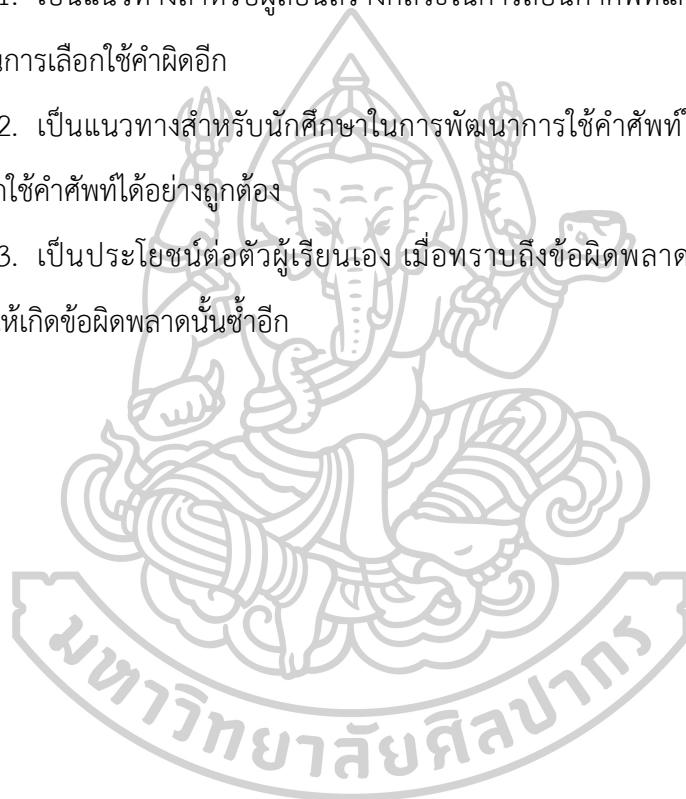 2. เป็นแนวทางสำหรับนักศึกษาในการพัฒนาการใช้คำศัพท์
นการเลือกใช้คำผิดอีก
ใช้คำศัพท์ได้อย่างถูกต้อง
3. เป็นประโยชน์ต่อตัวผู้เรียนเอง เมื่อทราบถึงข้อผิดพลาด
ห้เกิดข้อผิดพลาดนั้นซ้ำอีก
มหาวิทยาลัยศิลปากร